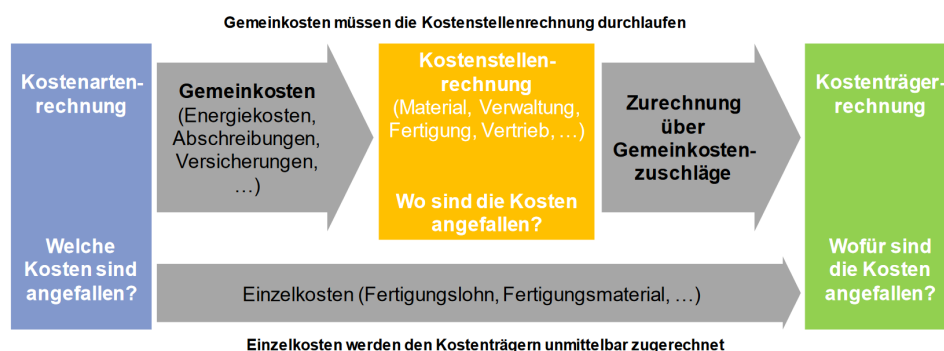 Gemeinkosten müssen die Kostenstellenrechnung durchlaufen
Kostenarten-
rechnung
Welche
Kosten sind
angefallen?
Gemeinkosten
(Energiekosten,
Abschreibungen,
Versicherungen,
…)
Kostenstellen-
rechnung
(Material, Verwaltung,
Fertigung, Vertrieb, …)
Wo sind die Kosten
angefallen?
Zurechnung
über
Gemeinkosten-
zuschläge
Kostenträger-
rechnung
Wofür sind
die Kosten
angefallen?
Einzelkosten (Fertigungslohn, Fertigungsmaterial, …)
Einzelkosten werden den Kostenträgern unmittelbar zugerechnet